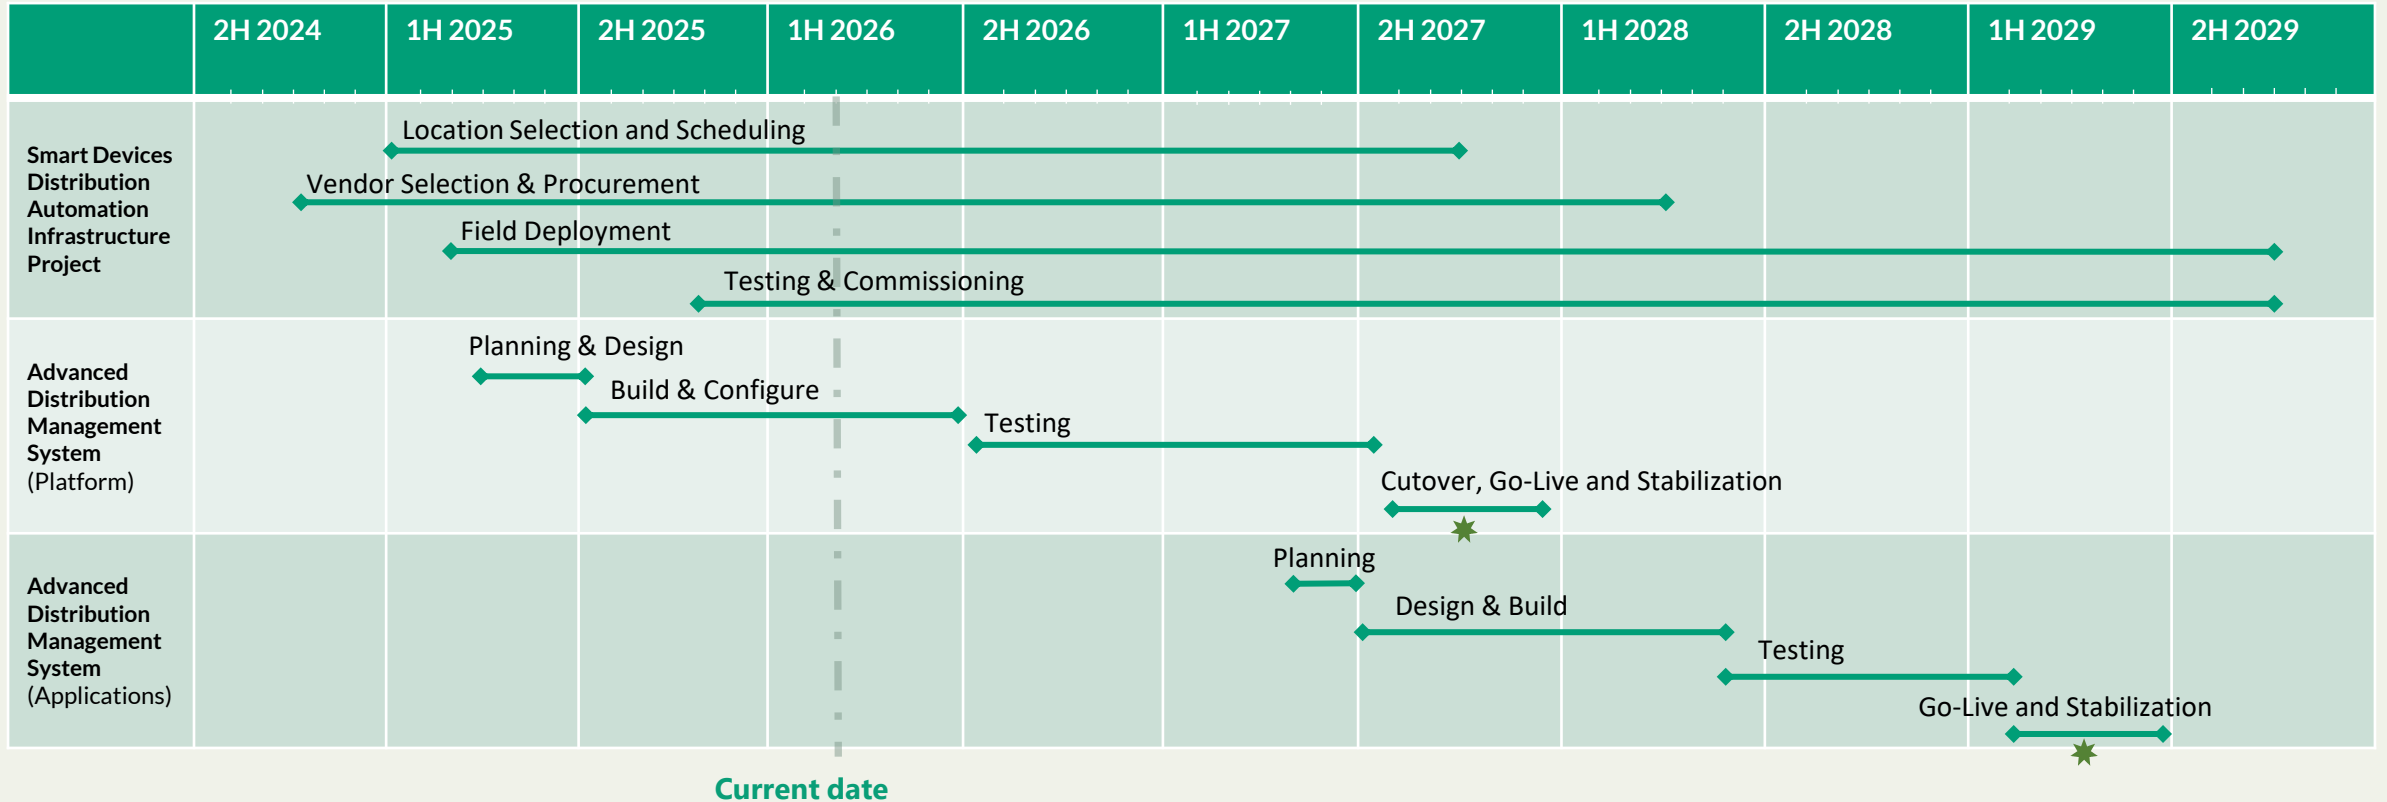 2H 2024
1H 2025
2H 2025
1H 2026
2H 2026
1H 2027
2H 2027
1H 2028
2H 2028
1H 2029
2H 2029
Smart Devices
Distribution
Automation
Infrastructure
Project
Location Selection and Scheduling
Vendor Selection & Procurement
Field Deployment
Testing & Commissioning
Advanced
Distribution
Management
System
(Platform)
Planning & Design
Build & Configure
Testing
Cutover, Go-Live and Stabilization
Advanced
Distribution
Management
System
(Applications)
Planning
Design & Build
Testing
Go-Live and Stabilization
Current date